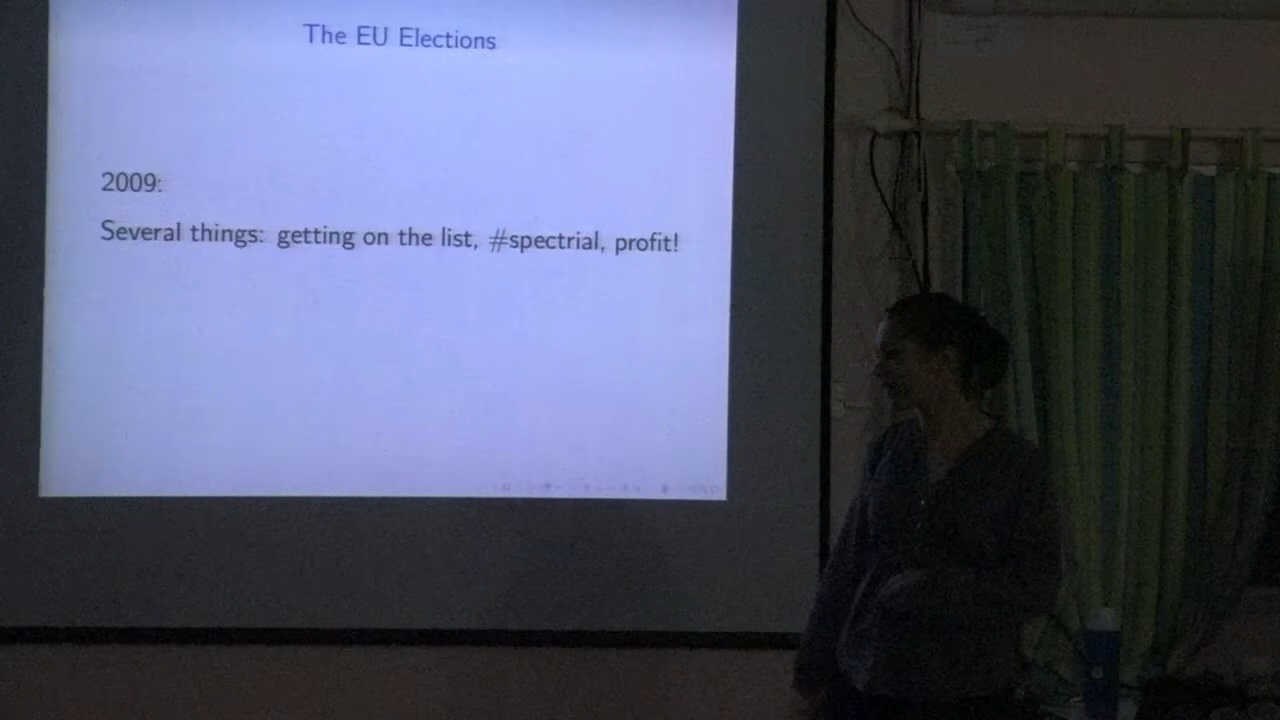 The EU Elections
2009:
Several things: getting on the list, #spectrial, profit!